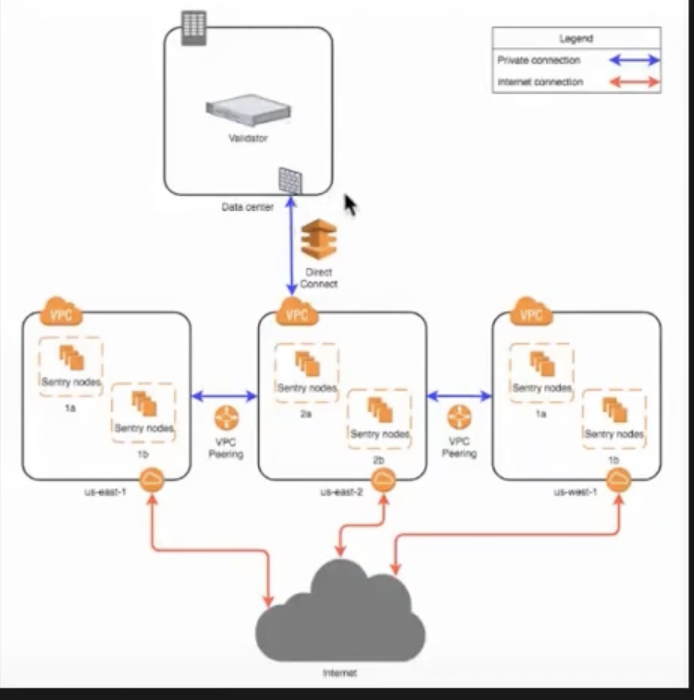 Legend
Private connection
Internet connection
Validator
Data center
Direct
Connect
VPC
VPC
VPC
Sentry nodes
1a
Sentry nodes
1b
Sentry nodes
2a
Sentry nodes
2b
Sentry nodes
1a
Sentry nodes
1b
VPC
Peering
VPC
Peering
us-east-1
us-east-2
us-west-1
Internet